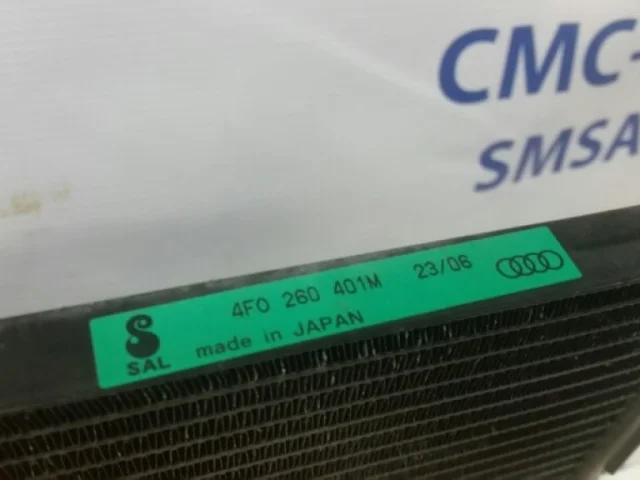 CMC-
SMSA
4F0 260 401M 23/06
SAL made in JAPAN